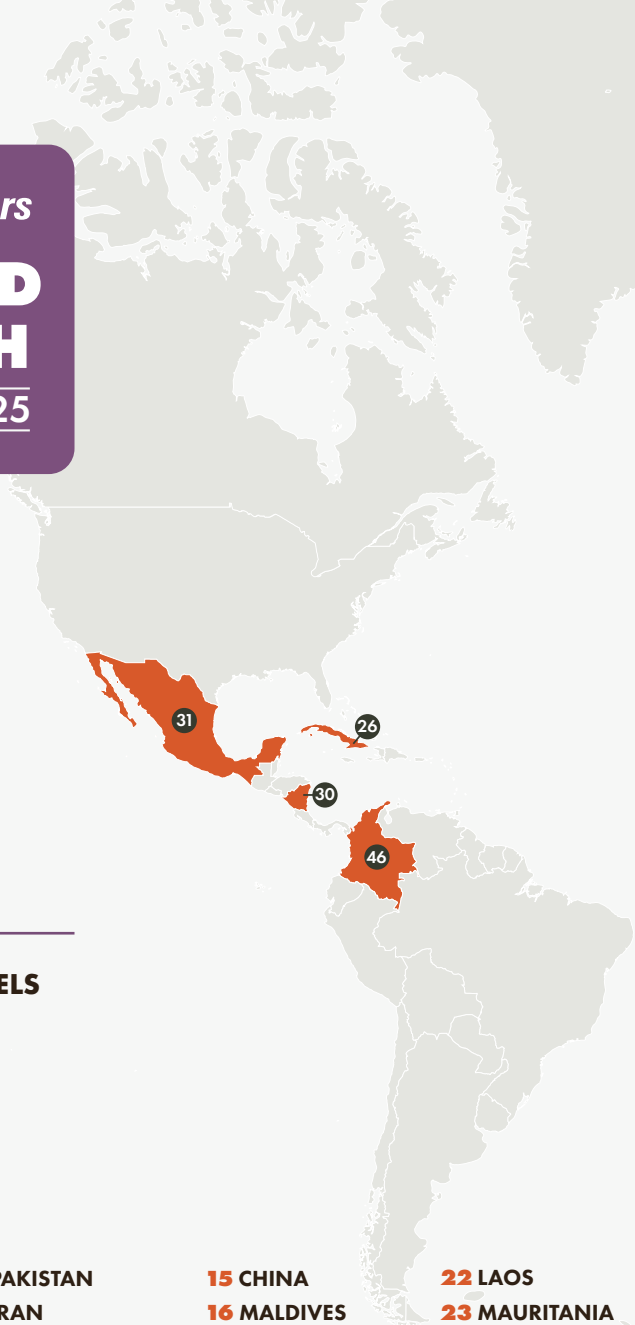 rs
D
H
25
31
26
30
46
ELS
PAKISTAN
15 CHINA
22 LAOS
RAN
16 MALDIVES
23 MAURITANIA